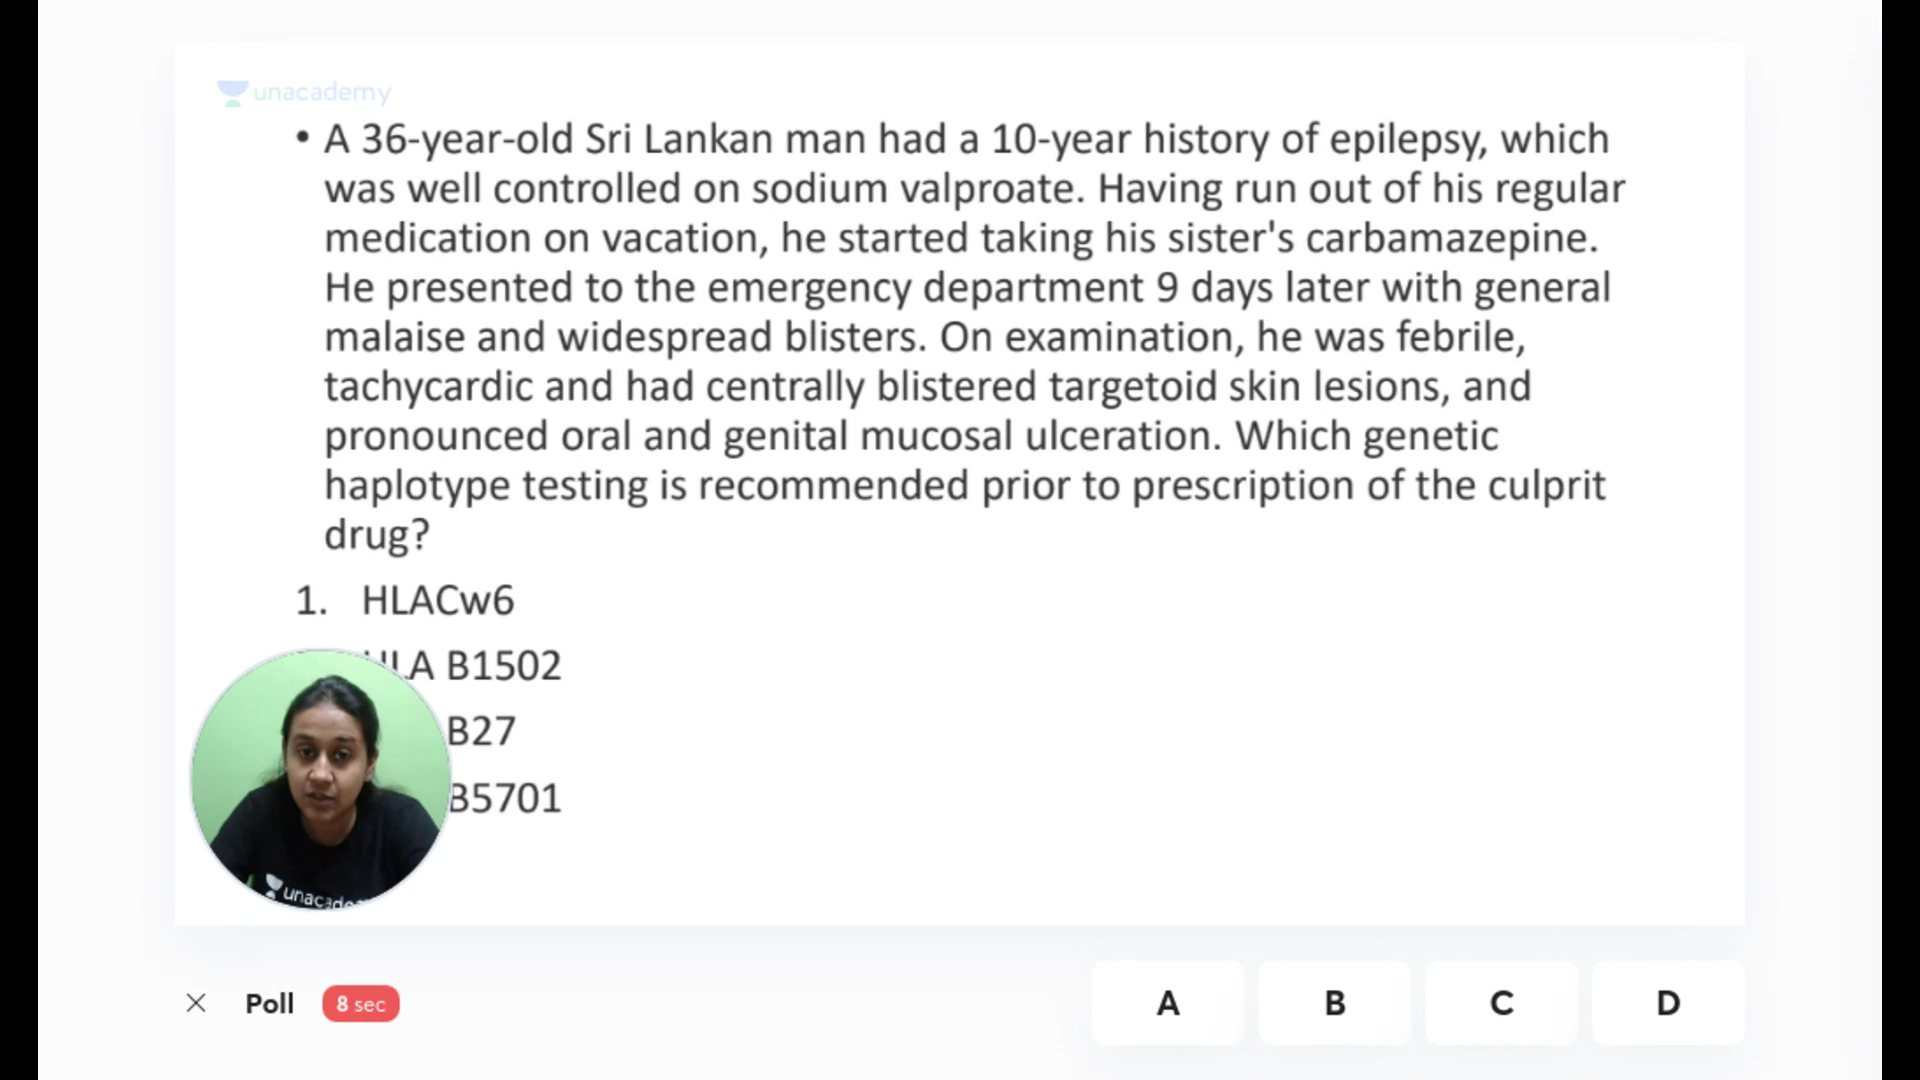 unacademy
• A 36-year-old Sri Lankan man had a 10-year history of epilepsy, which
was well controlled on sodium valproate. Having run out of his regular
medication on vacation, he started taking his sister's carbamazepine.
He presented to the emergency department 9 days later with general
malaise and widespread blisters. On examination, he was febrile,
tachycardic and had centrally blistered targetoid skin lesions, and
pronounced oral and genital mucosal ulceration. Which genetic
haplotype testing is recommended prior to prescription of the culprit
drug?
1. HLACw6
HLA B1502
B27
B5701
unacade
Poll 8 sec A B C D